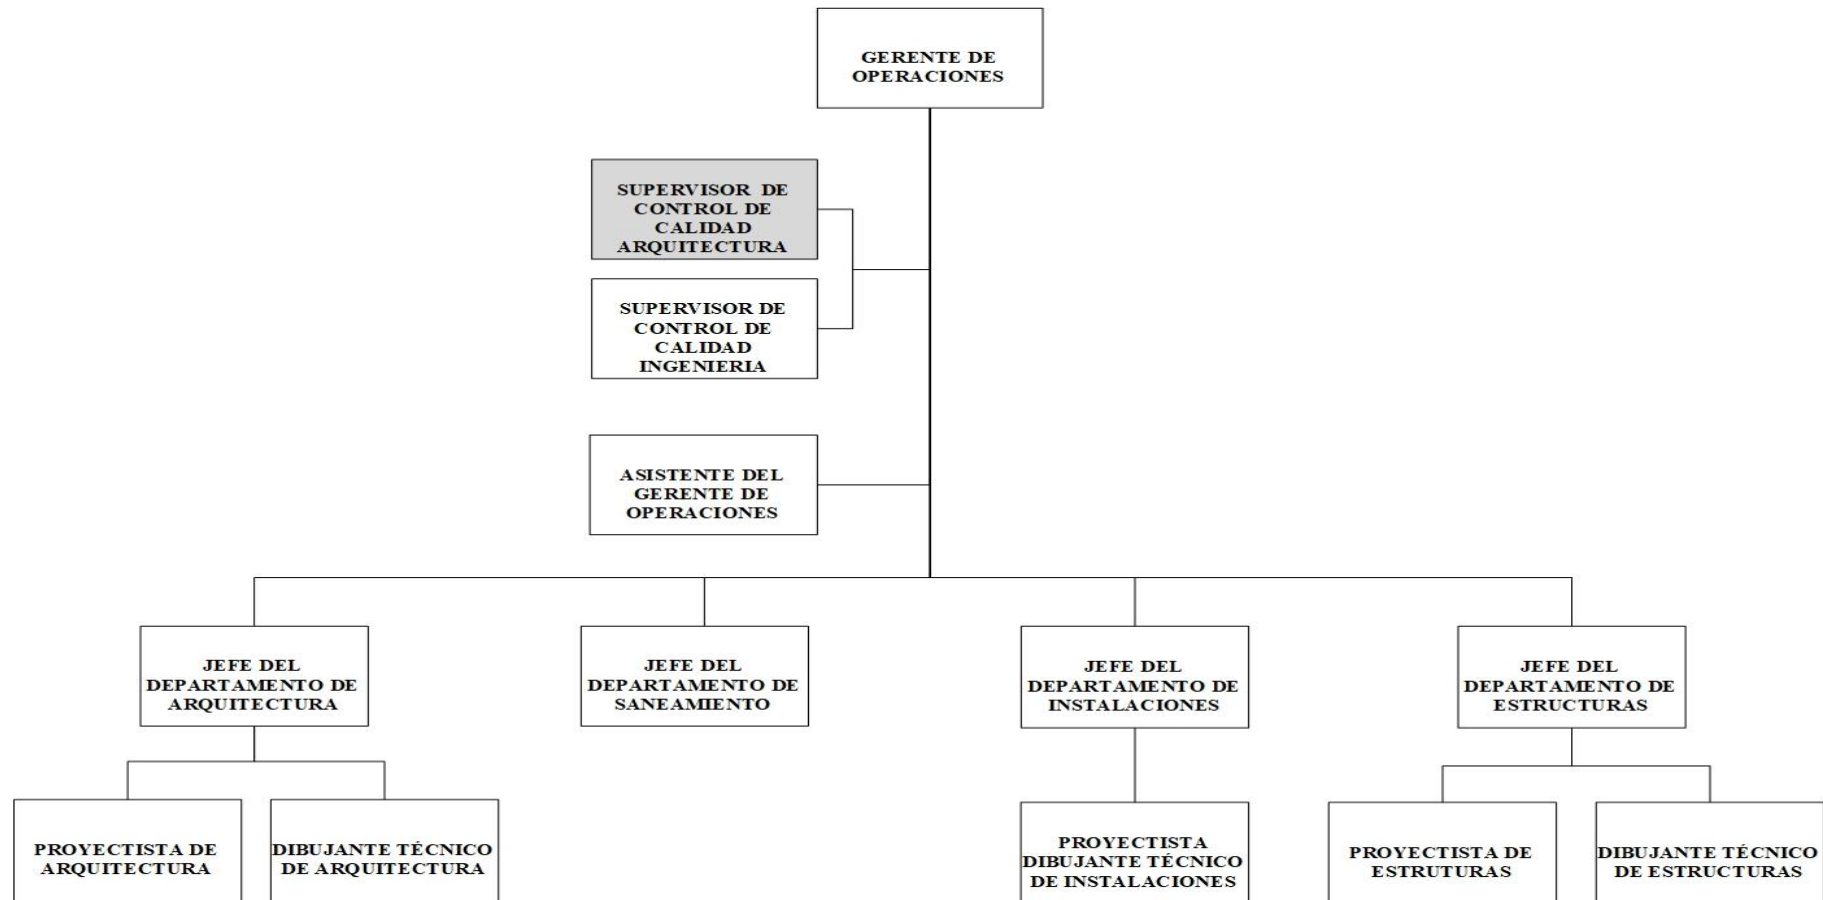 GERENTE DE
OPERACIONES
SUPERVISOR DE
CONTROL DE
CALIDAD
ARQUITECTURA
SUPERVISOR DE
CONTROL DE
CALIDAD
INGENIERIA
ASISTENTE DEL
GERENTE DE
OPERACIONES
JEFE DEL
DEPARTAMENTO DE
ARQUITECTURA
JEFE DEL
DEPARTAMENTO DE
SANEAMIENTO
JEFE DEL
DEPARTAMENTO DE
INSTALACIONES
JEFE DEL
DEPARTAMENTO DE
ESTRUCTURAS
PROYECTISTA DE
ARQUITECTURA
DIBUJANTE TÉCNICO
DE ARQUITECTURA
PROYECTISTA
DIBUJANTE TÉCNICO
DE INSTALACIONES
PROYECTISTA DE
ESTRUTURAS
DIBUJANTE TÉCNICO
DE ESTRUCTURAS